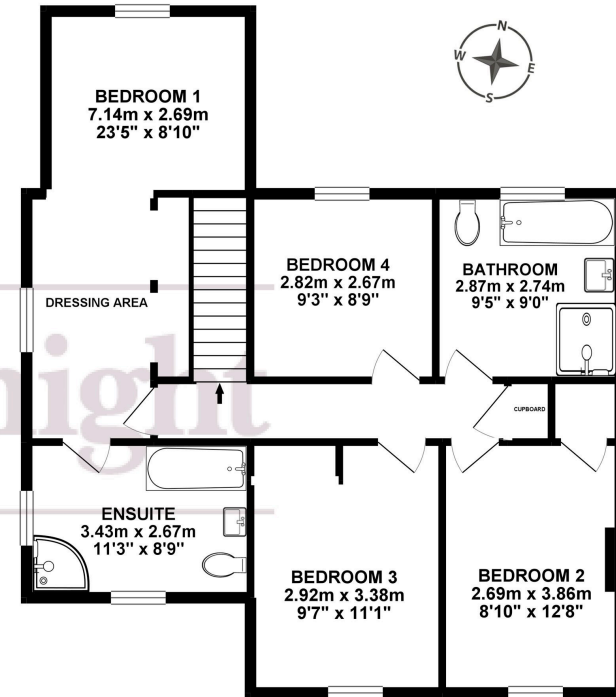 N
W
E
S
BEDROOM 1
7.14m x 2.69m
23'5" x 8'10"
BEDROOM 4
2.82m x 2.67m
9'3" x 8'9"
BATHROOM
2.87m x 2.74m
9'5" x 9'0"
DRESSING AREA
CUPBOARD
ENSUITE
3.43m x 2.67m
11'3" x 8'9"
BEDROOM 3
2.92m x 3.38m
9'7" x 11'1"
BEDROOM 2
2.69m x 3.86m
8'10" x 12'8"
night